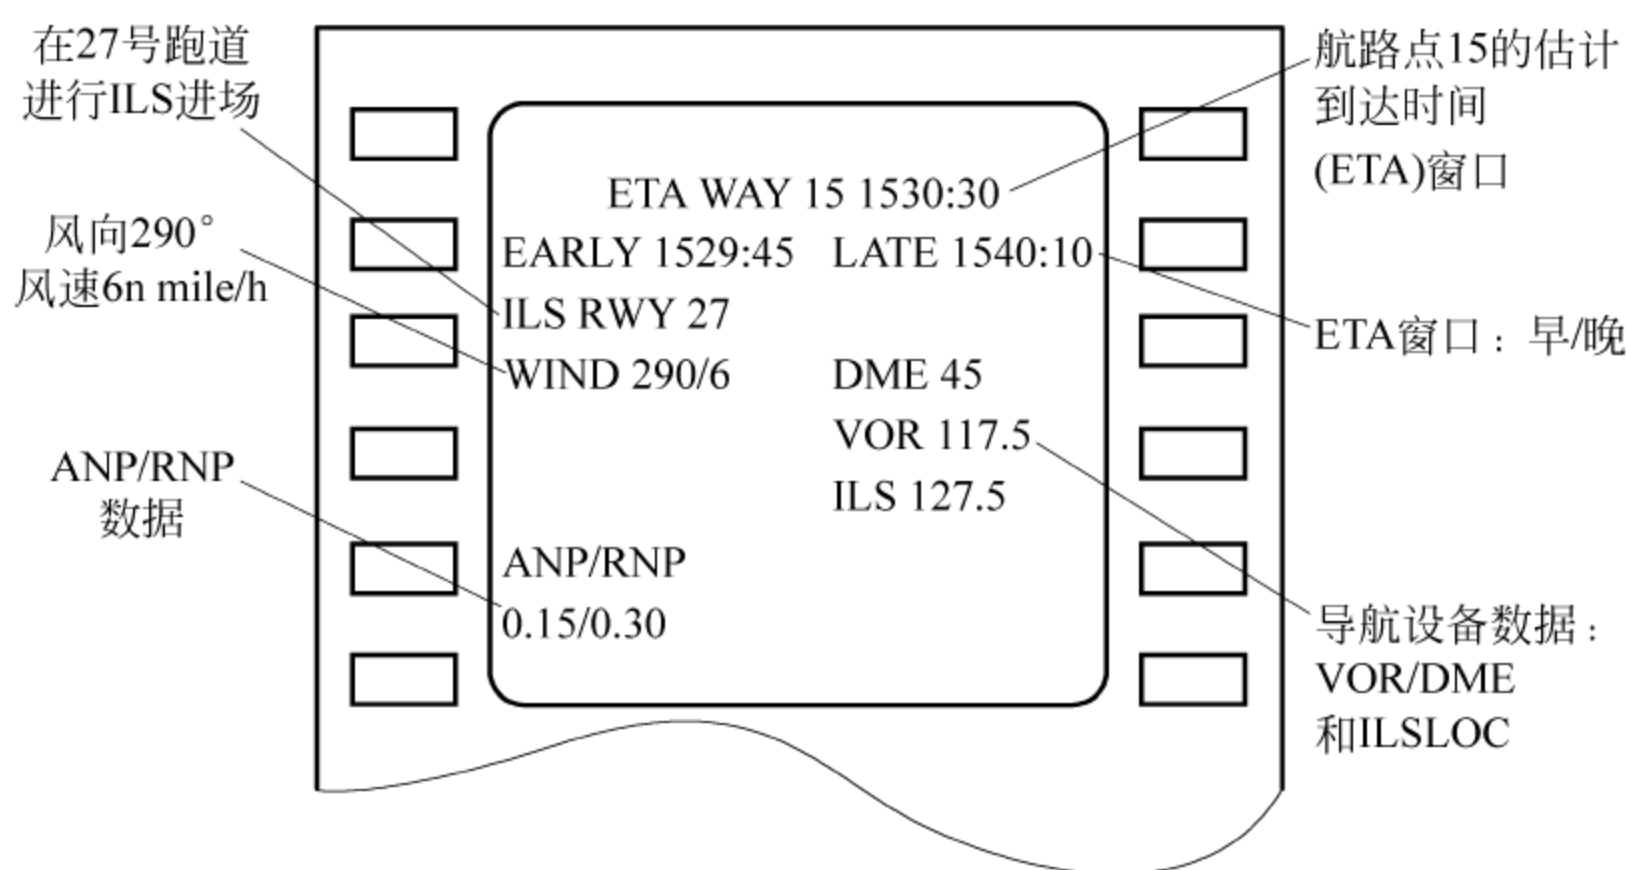 在27号跑道
进行ILS进场
风向290°
风速6n mile/h
ANP/RNP
数据
ETA WAY 15 1530:30
EARLY 1529:45 LATE 1540:10
ILS RWY 27
WIND 290/6 DME 45
VOR 117.5
ILS 127.5
ANP/RNP
0.15/0.30
航路点15的估计
到达时间
(ETA)窗口
ETA窗口：早/晚
导航设备数据：
VOR/DME
和ILSLOC